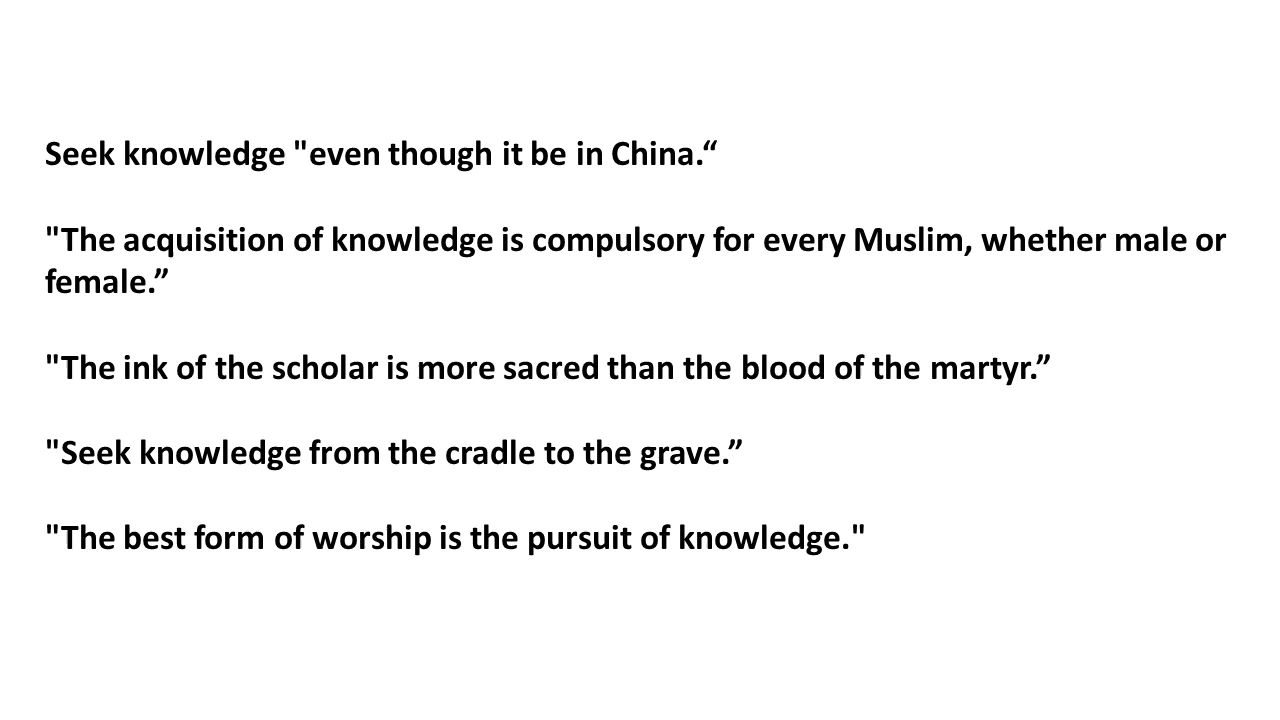 Seek knowledge "even though it be in China.“
"The acquisition of knowledge is compulsory for every Muslim, whether male or
female.”
"The ink of the scholar is more sacred than the blood of the martyr.”
"Seek knowledge from the cradle to the grave.”
"The best form of worship is the pursuit of knowledge."